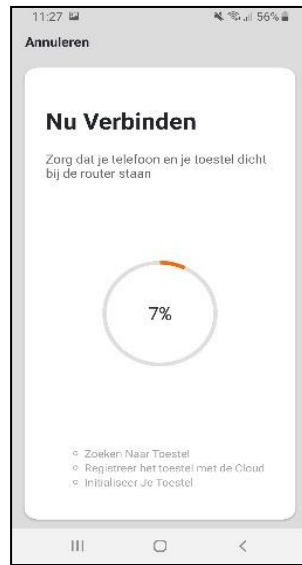 11:27 56%
Annuleren
Nu Verbinden
Zorg dat je telefoon en je toestel dicht
bij de router staan
7%
Zoeken Naar Toestel
Registreer het toestel met de Cloud
Initialiseer Je Toestel